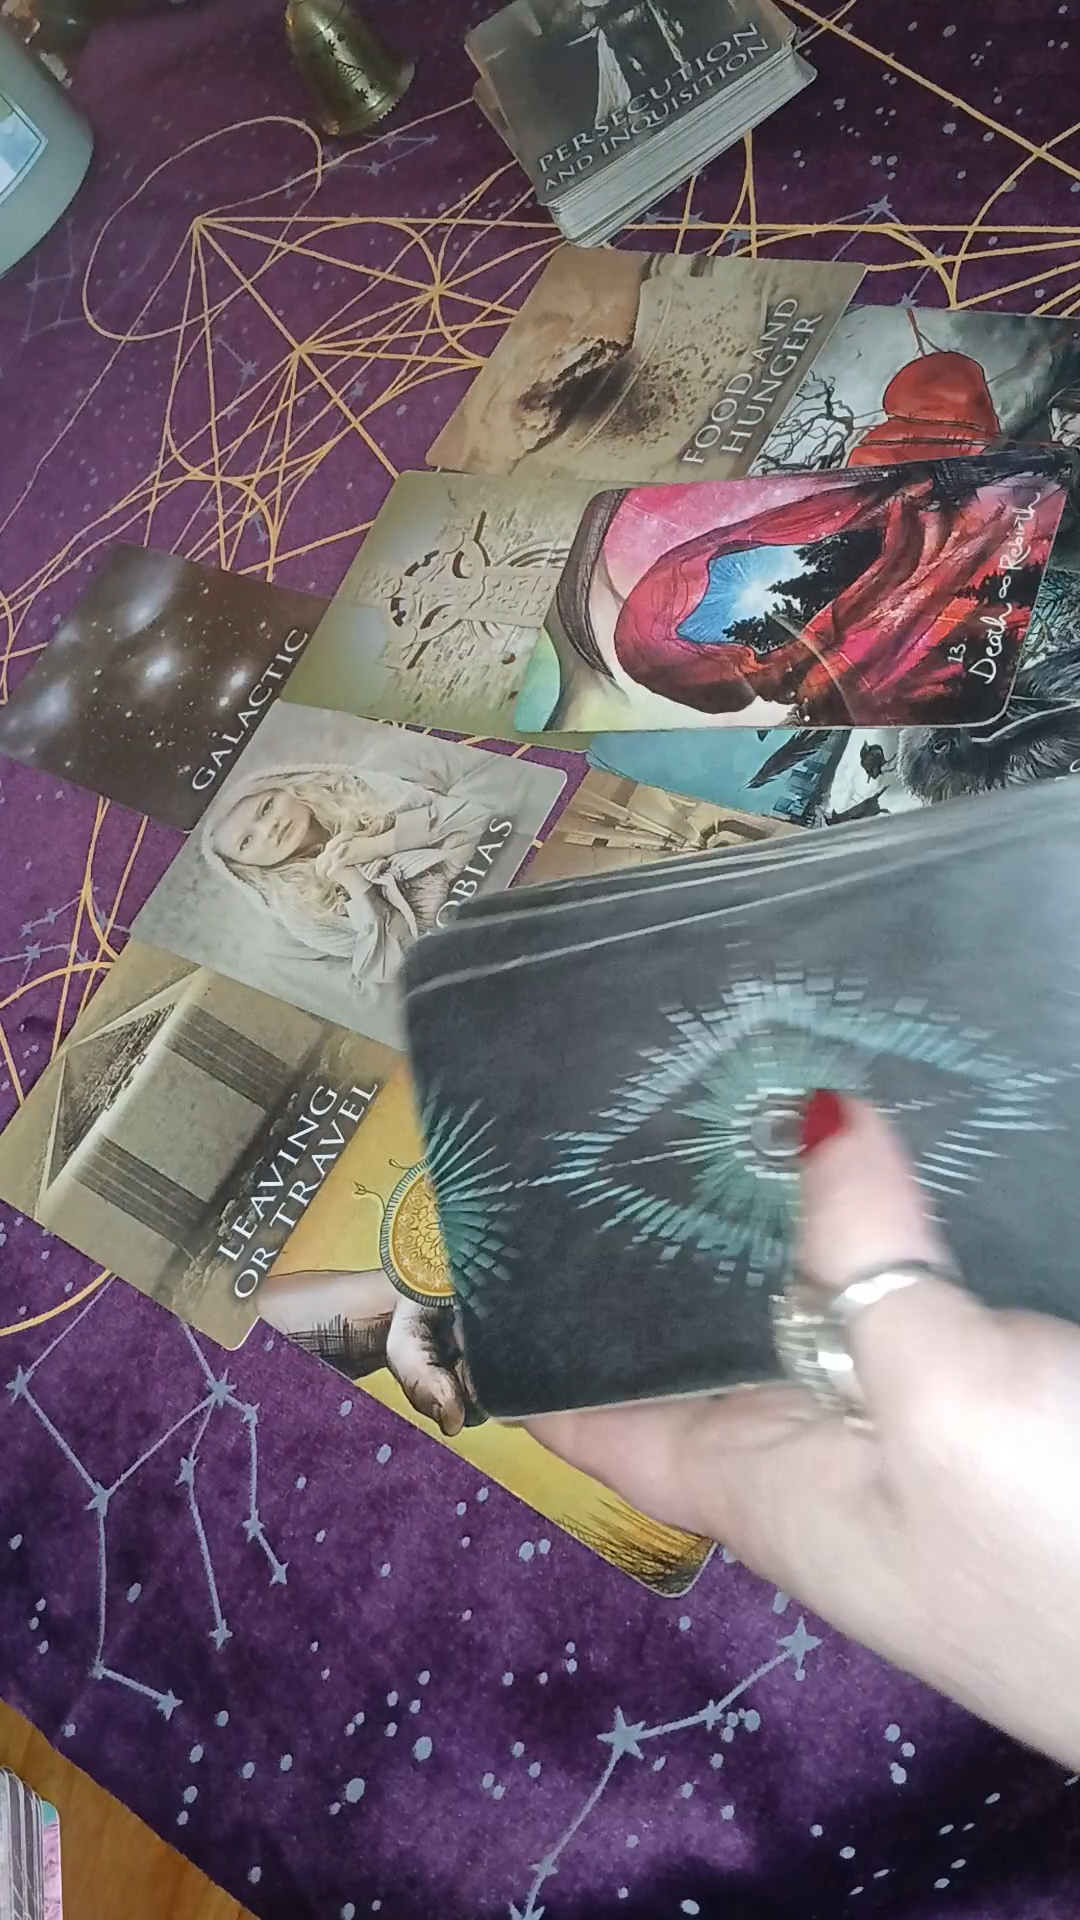 PERSECUTION
AND INQUISITION
FOOD AND
HUNGER
13
Death ∞ Rebirth
GALACTIC
OBIAS
LEAVING
OR TRAVEL